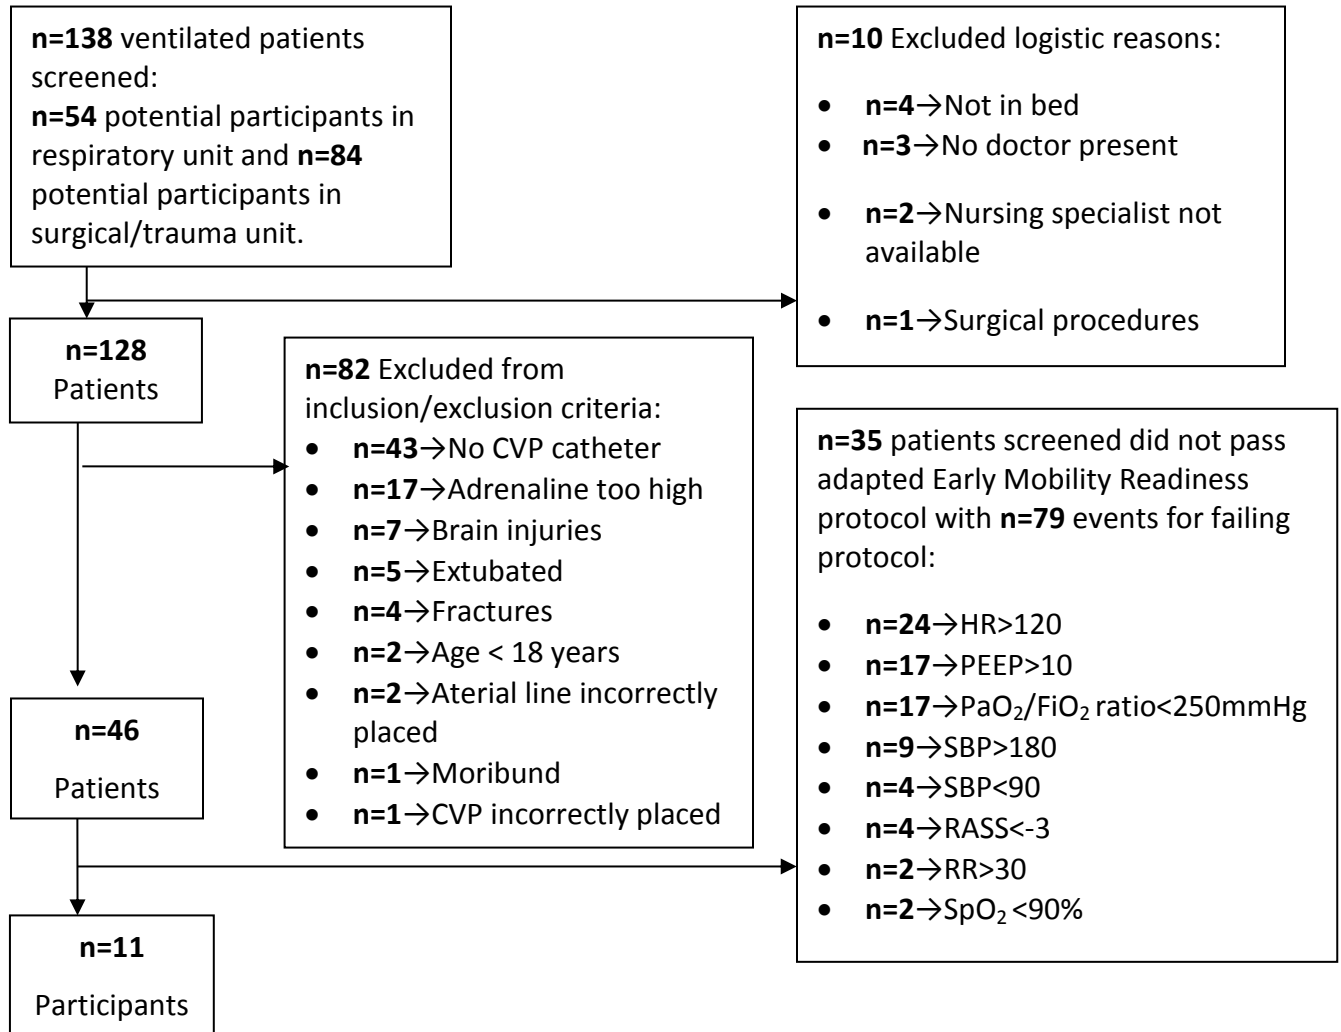 n=138 ventilated patients
screened:
n=54 potential participants in
respiratory unit and n=84
potential participants in
surgical/trauma unit.
n=10 Excluded logistic reasons:
• n=4→Not in bed
• n=3→No doctor present
• n=2→Nursing specialist not
available
• n=1→Surgical procedures
n=128
Patients
n=82 Excluded from
inclusion/exclusion criteria:
• n=43→No CVP catheter
• n=17→Adrenaline too high
• n=7→Brain injuries
• n=5→Extubated
• n=4→Fractures
• n=2→Age < 18 years
• n=2→Aterial line incorrectly
placed
• n=1→Moribund
• n=1→CVP incorrectly placed
n=35 patients screened did not pass
adapted Early Mobility Readiness
protocol with n=79 events for failing
protocol:
• n=24→HR>120
• n=17→PEEP>10
• n=17→PaO₂/FiO₂ ratio<250mmHg
• n=9→SBP>180
• n=4→SBP<90
• n=4→RASS<-3
• n=2→RR>30
• n=2→SpO₂ <90%
n=46
Patients
n=11
Participants